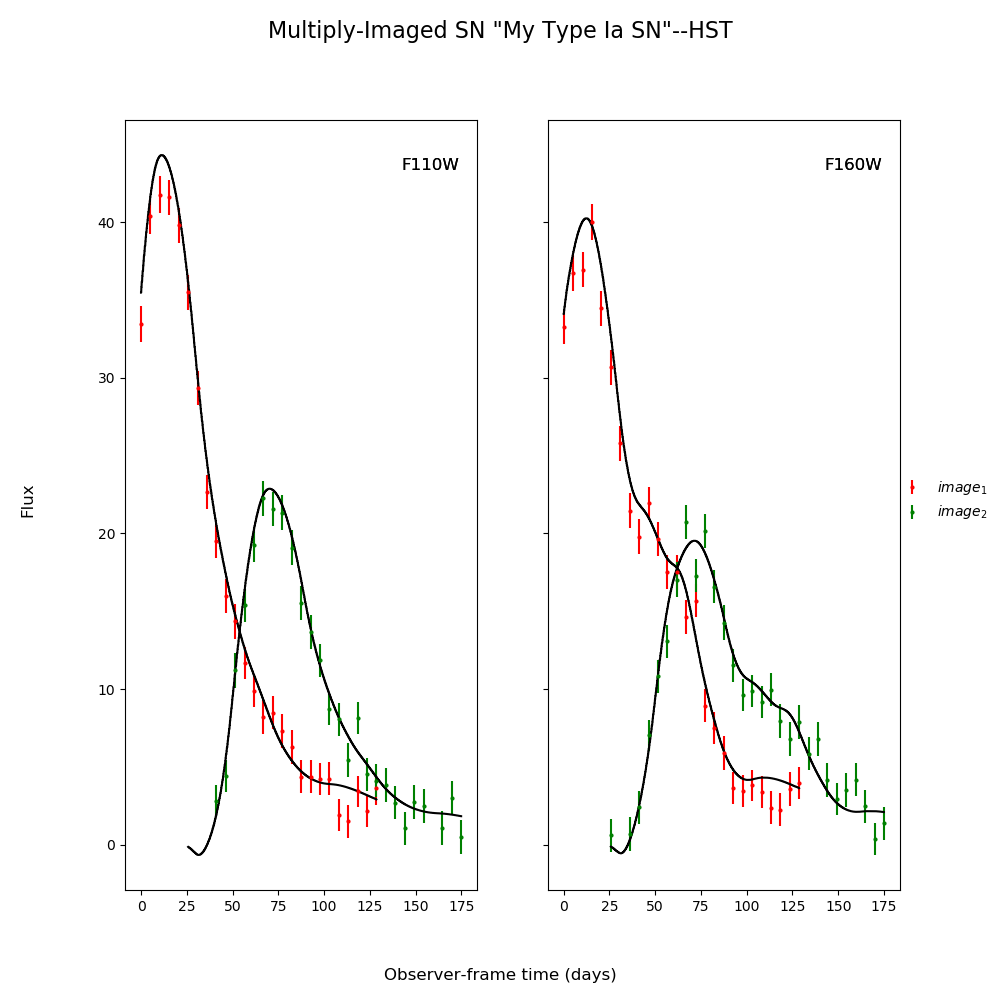 Multiply-Imaged SN "My Type Ia SN"--HST
F110W
F160W
40
30
20
10
0
Flux
image1
image2
0 25 50 75 100 125 150 175
0 25 50 75 100 125 150 175
Observer-frame time (days)